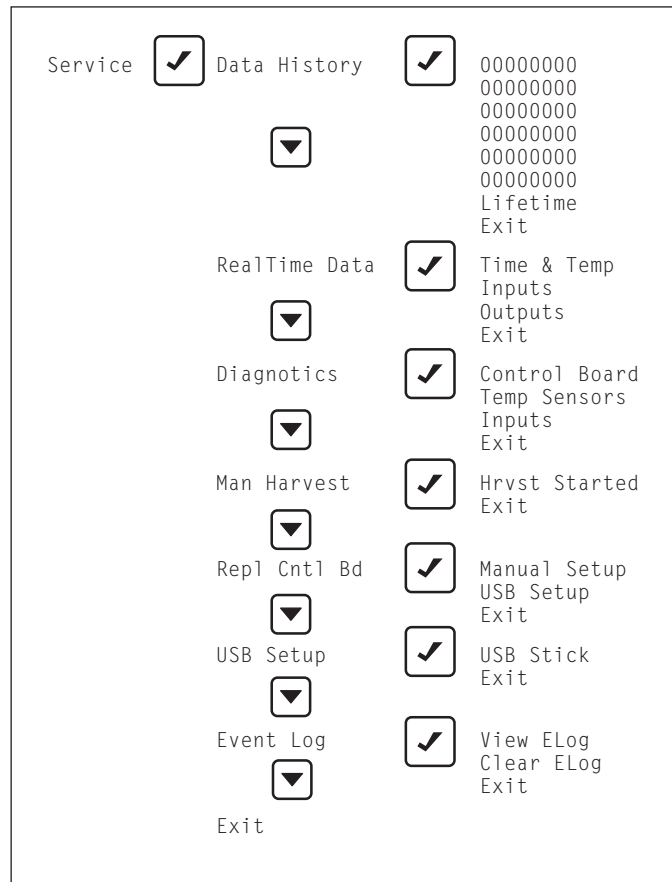 Service Data History 00000000
00000000
00000000
00000000
00000000
00000000
Lifetime
Exit
RealTime Data Time & Temp
Inputs
Outputs
Exit
Diagnotics Control Board
Temp Sensors
Inputs
Exit
Man Harvest Hrvst Started
Exit
Repl Cntl Bd Manual Setup
USB Setup
Exit
USB Setup USB Stick
Exit
Event Log View ELog
Clear ELog
Exit
Exit